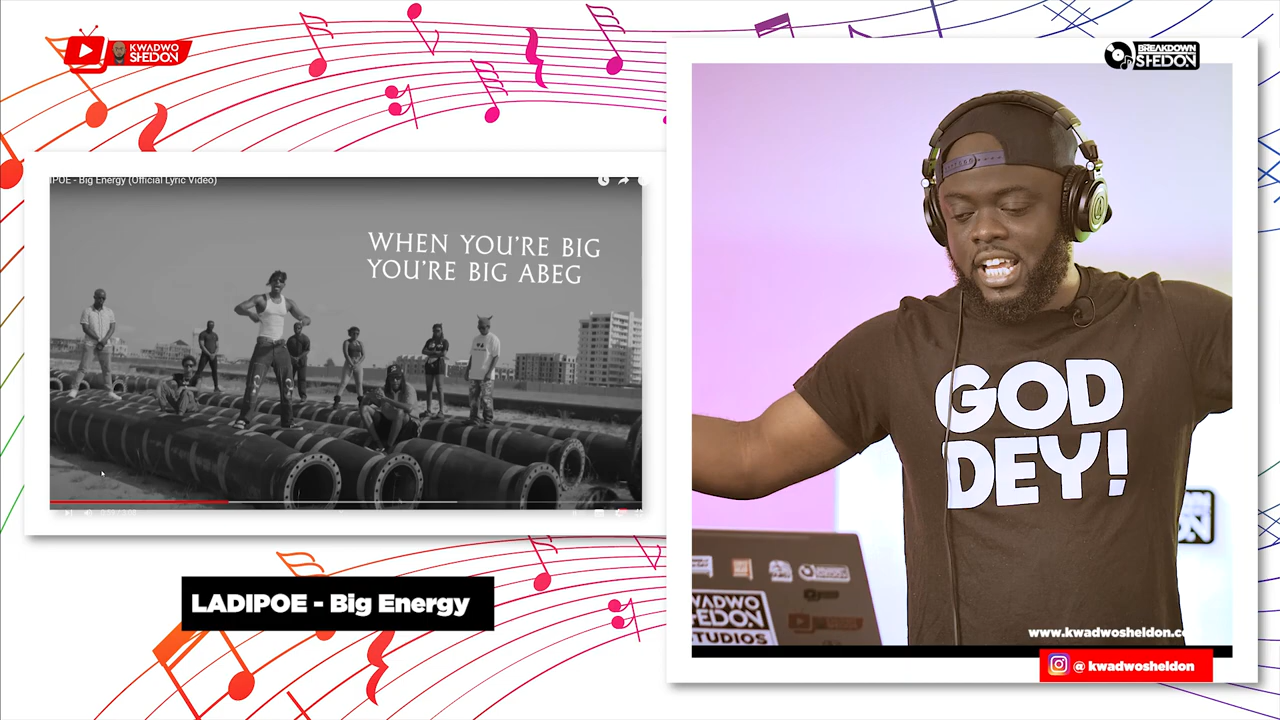 KWADWO
SHEDON
BREAKDOWN
SHEDON
POE - Big Energy (Official Lyric Video)
WHEN YOU'RE BIG
YOU'RE BIG ABEG
GOD
DEY!
KWADWO
SHEDON
STUDIOS
LADIPOE - Big Energy
www.kwadwosheldon.c
@ kwadwosheldon